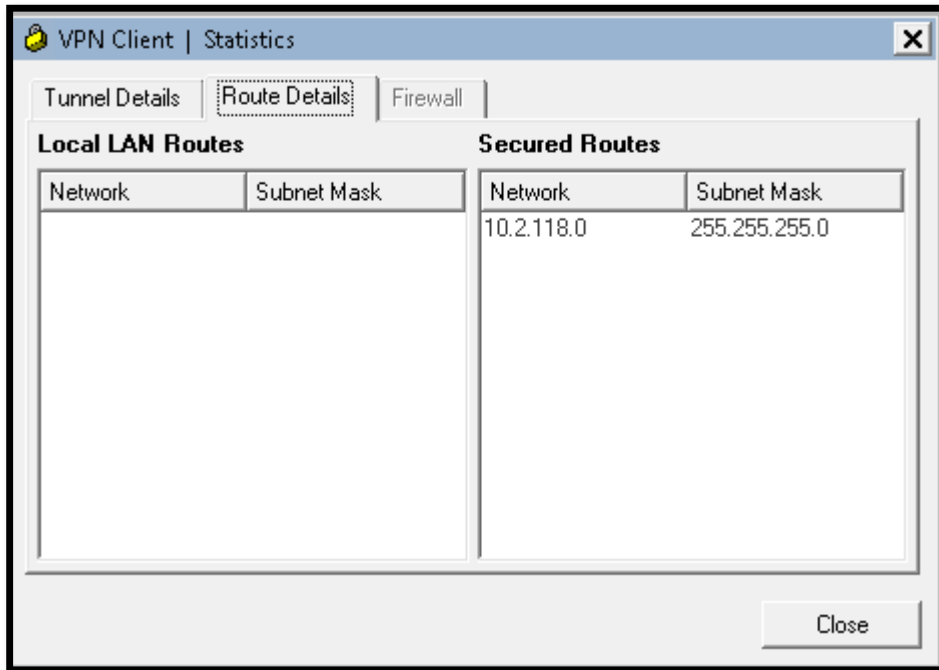 VPN Client | Statistics
Tunnel Details Route Details Firewall
Local LAN Routes Secured Routes
Network Subnet Mask Network Subnet Mask
10.2.118.0 255.255.255.0
Close